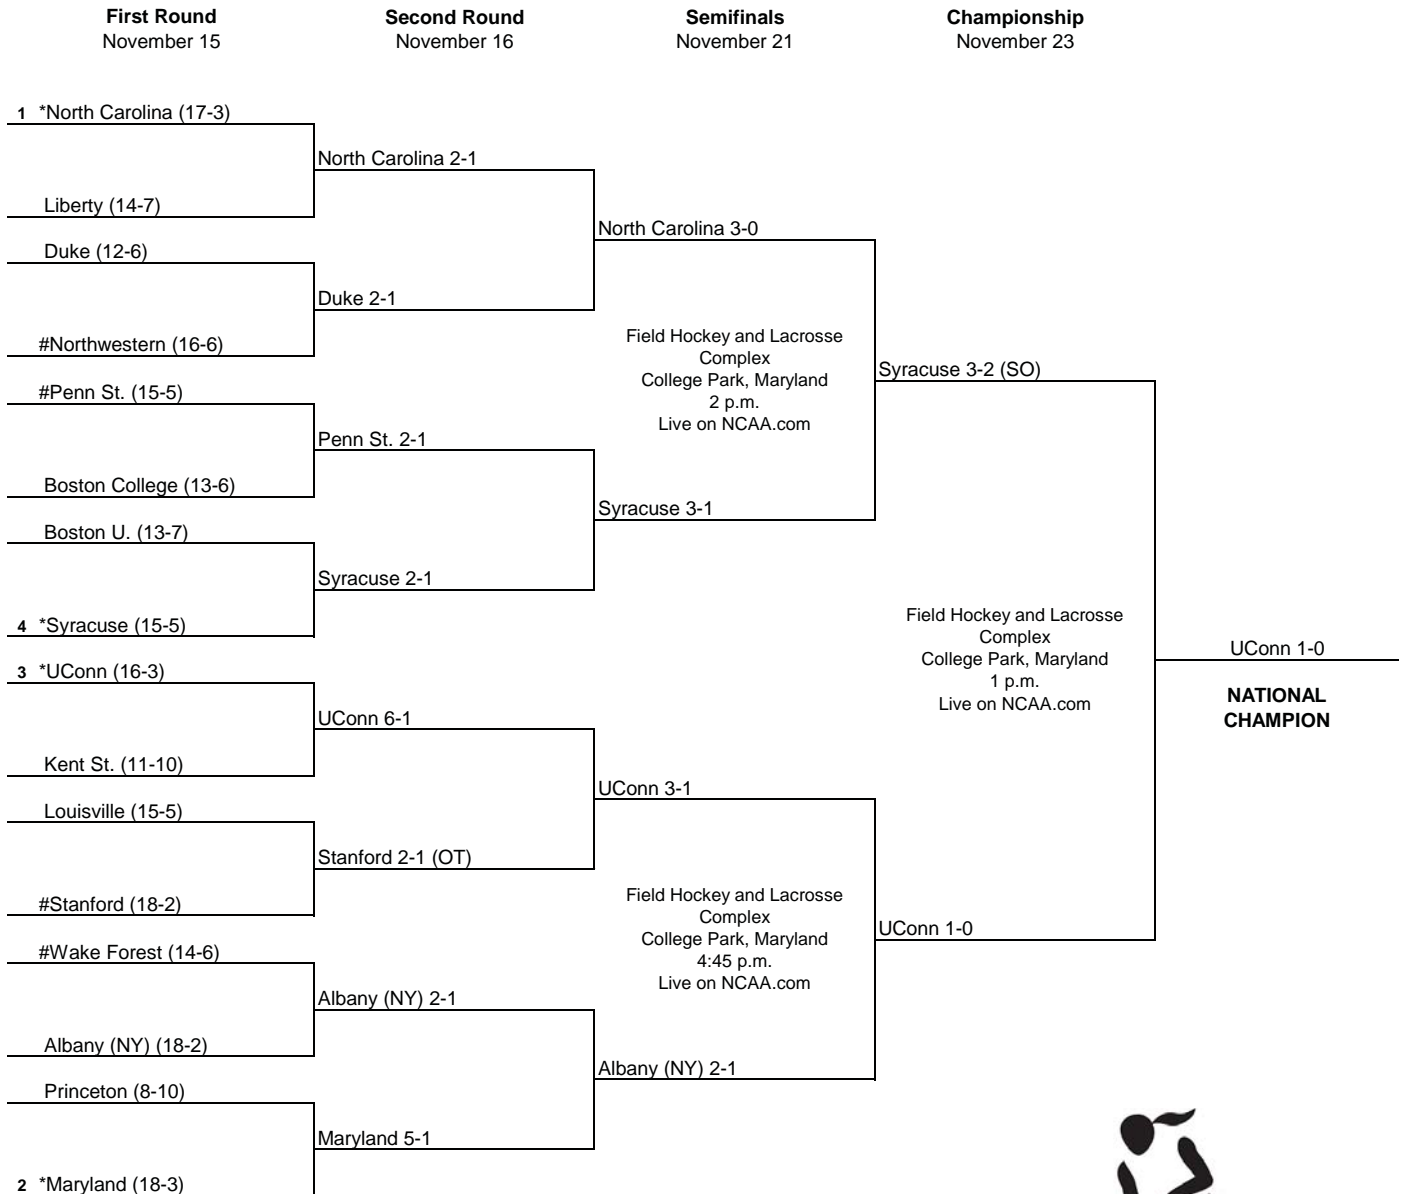 First Round
November 15
Second Round
November 16
Semifinals
November 21
Championship
November 23
1 *North Carolina (17-3)
Liberty (14-7)
Duke (12-6)
#Northwestern (16-6)
#Penn St. (15-5)
Boston College (13-6)
Boston U. (13-7)
4 *Syracuse (15-5)
3 *UConn (16-3)
Kent St. (11-10)
Louisville (15-5)
#Stanford (18-2)
#Wake Forest (14-6)
Albany (NY) (18-2)
Princeton (8-10)
2 *Maryland (18-3)
North Carolina 2-1
Duke 2-1
Penn St. 2-1
Syracuse 2-1
UConn 6-1
Stanford 2-1 (OT)
Albany (NY) 2-1
Maryland 5-1
North Carolina 3-0
Field Hockey and Lacrosse
Complex
College Park, Maryland
2 p.m.
Live on NCAA.com
Syracuse 3-1
UConn 3-1
Field Hockey and Lacrosse
Complex
College Park, Maryland
4:45 p.m.
Live on NCAA.com
Albany (NY) 2-1
Syracuse 3-2 (SO)
Field Hockey and Lacrosse
Complex
College Park, Maryland
1 p.m.
Live on NCAA.com
UConn 1-0
UConn 1-0
NATIONAL
CHAMPION